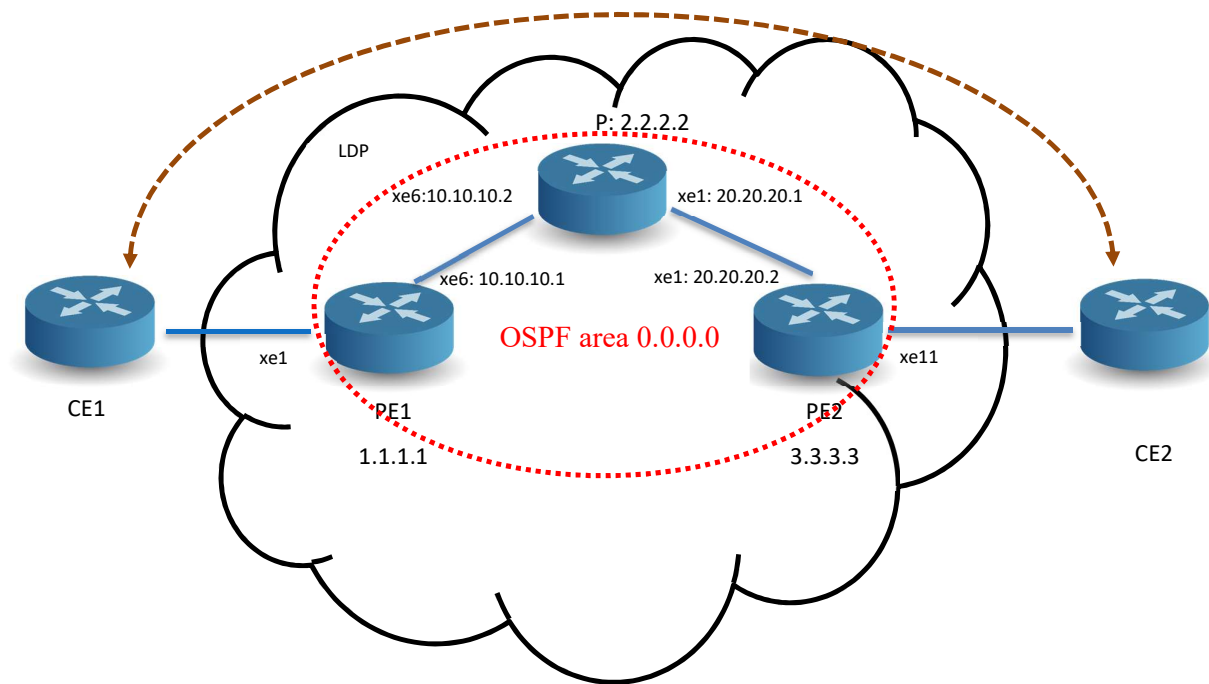 P: 2.2.2.2
LDP
xe6:10.10.10.2
xe1: 20.20.20.1
xe6: 10.10.10.1
xe1: 20.20.20.2
OSPF area 0.0.0.0
xe1
xe11
CE1
PE1
PE2
CE2
1.1.1.1
3.3.3.3